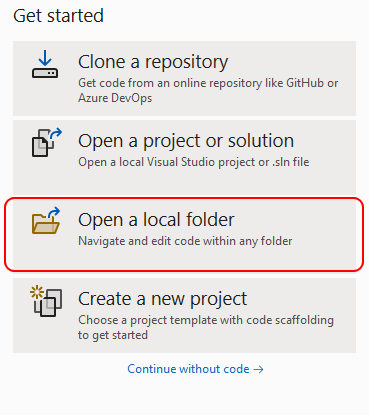 Get started
Clone a repository
Get code from an online repository like GitHub or
Azure DevOps
Open a project or solution
Open a local Visual Studio project or .sln file
Open a local folder
Navigate and edit code within any folder
Create a new project
Choose a project template with code scaffolding
to get started
Continue without code →